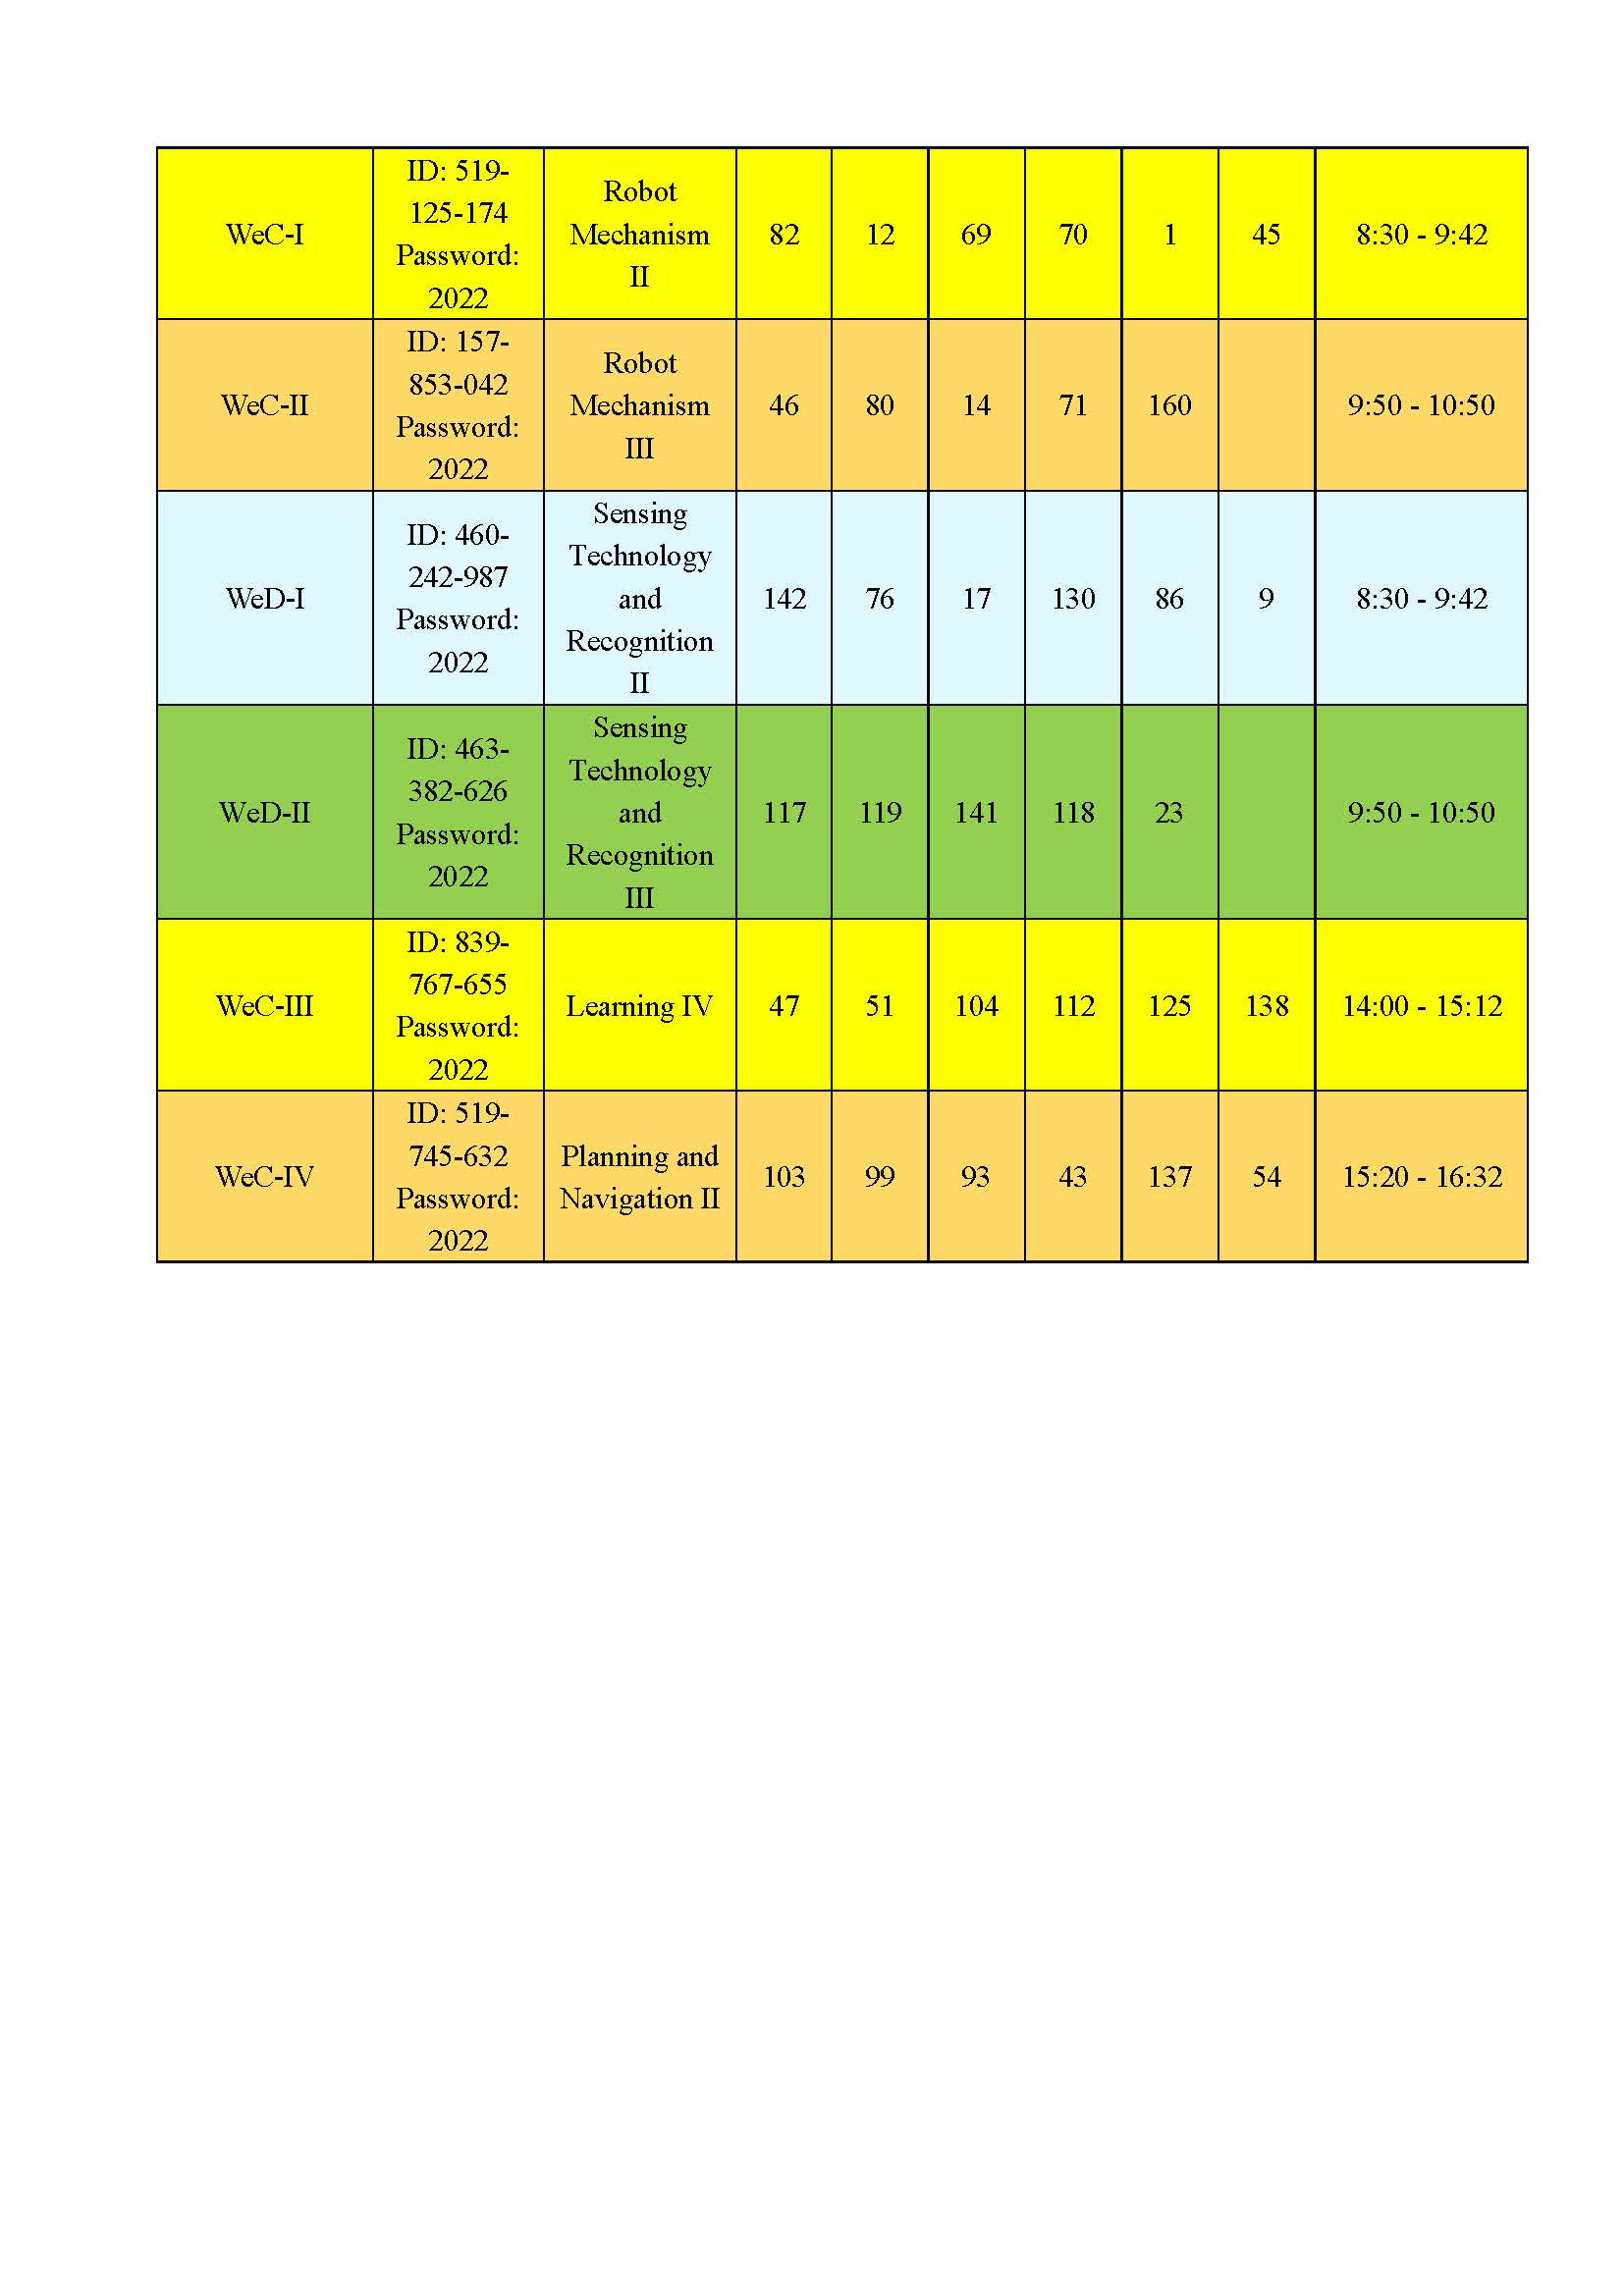 WeC-I
ID: 519-
125-174
Password:
2022
Robot
Mechanism
II
82
12
69
70
1
45
8:30 - 9:42
WeC-II
ID: 157-
853-042
Password:
2022
Robot
Mechanism
III
46
80
14
71
160
9:50 - 10:50
WeD-I
ID: 460-
242-987
Password:
2022
Sensing
Technology
and
Recognition
II
142
76
17
130
86
9
8:30 - 9:42
WeD-II
ID: 463-
382-626
Password:
2022
Sensing
Technology
and
Recognition
III
117
119
141
118
23
9:50 - 10:50
WeC-III
ID: 839-
767-655
Password:
2022
Learning IV
47
51
104
112
125
138
14:00 - 15:12
WeC-IV
ID: 519-
745-632
Password:
2022
Planning and
Navigation II
103
99
93
43
137
54
15:20 - 16:32